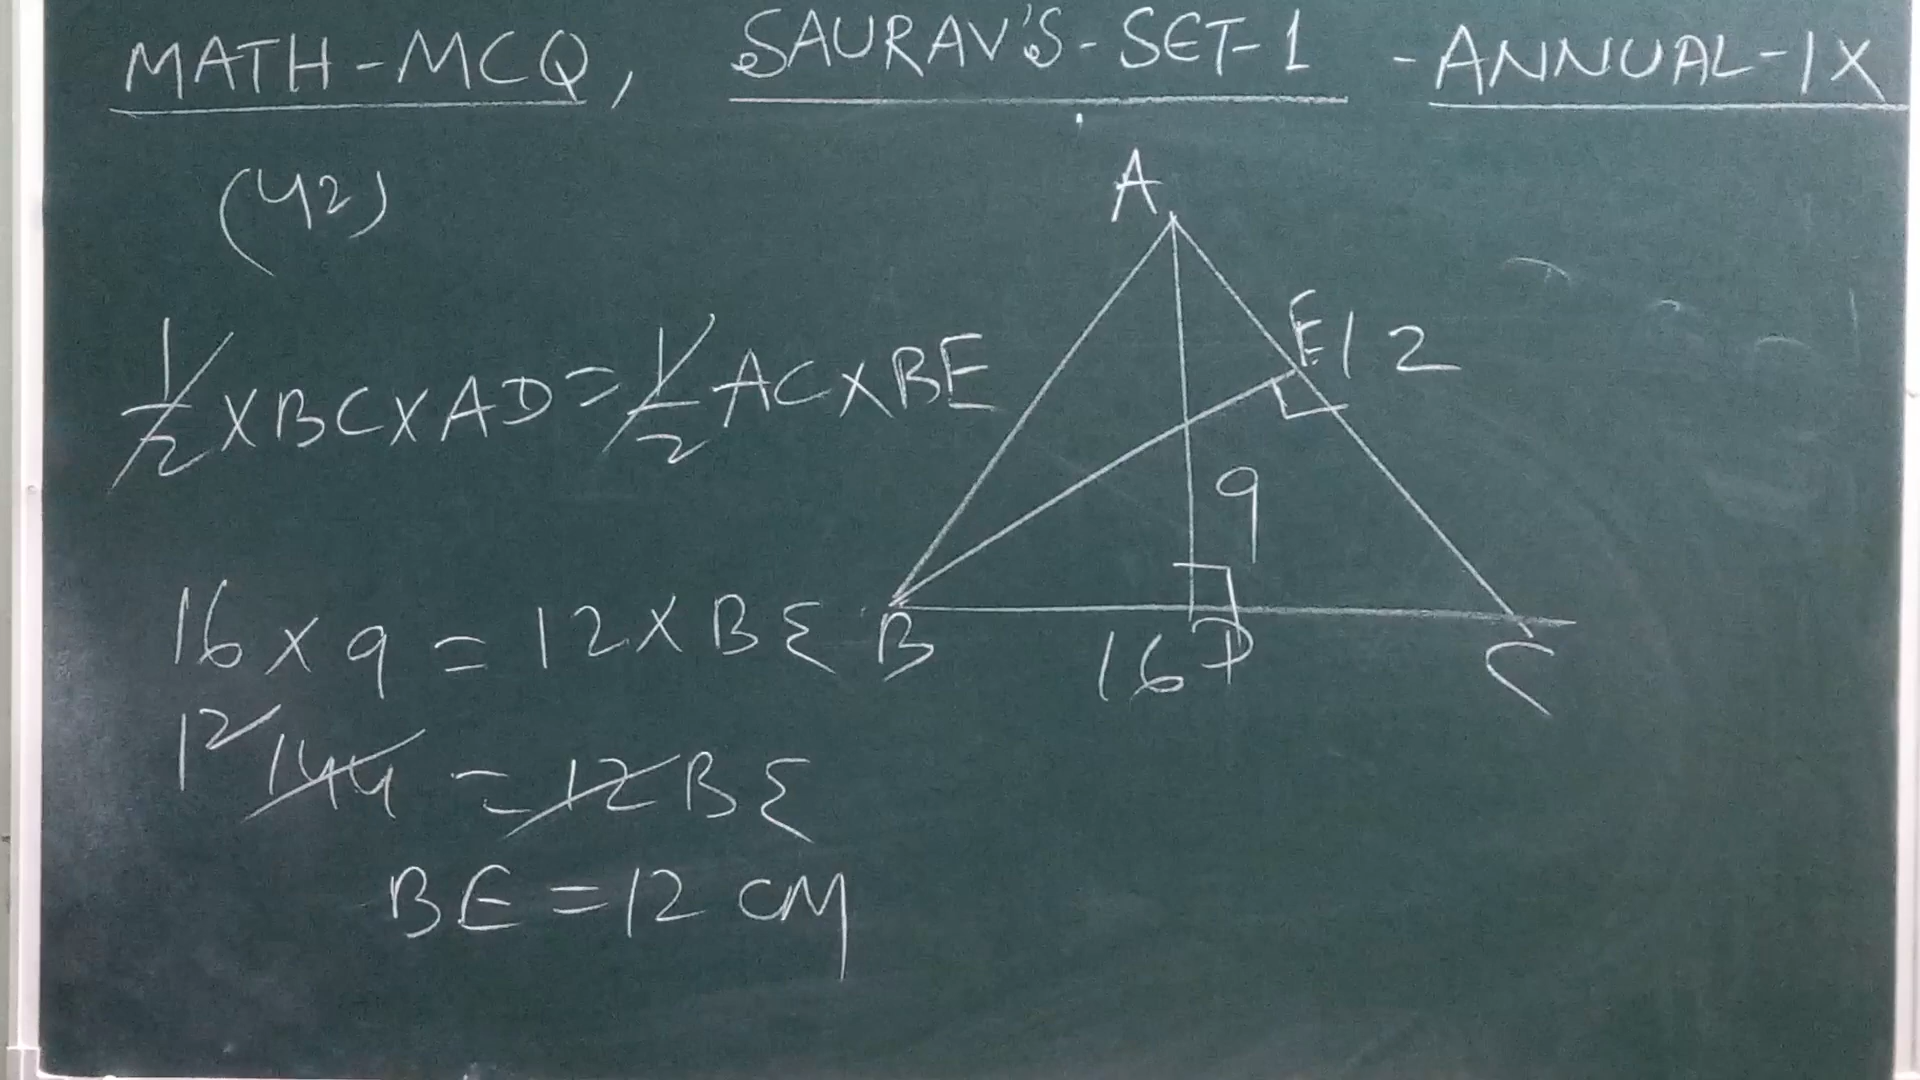 MATH-MCQ, SAURAV'S-SET-1 -ANNUAL-IX
(42)
A
E 12
1/2 X BC X AD = 1/2 AC X BE
9
16 X 9 = 12 X BE
B 16 D C
12 144 = 12 BE
BE = 12 CM